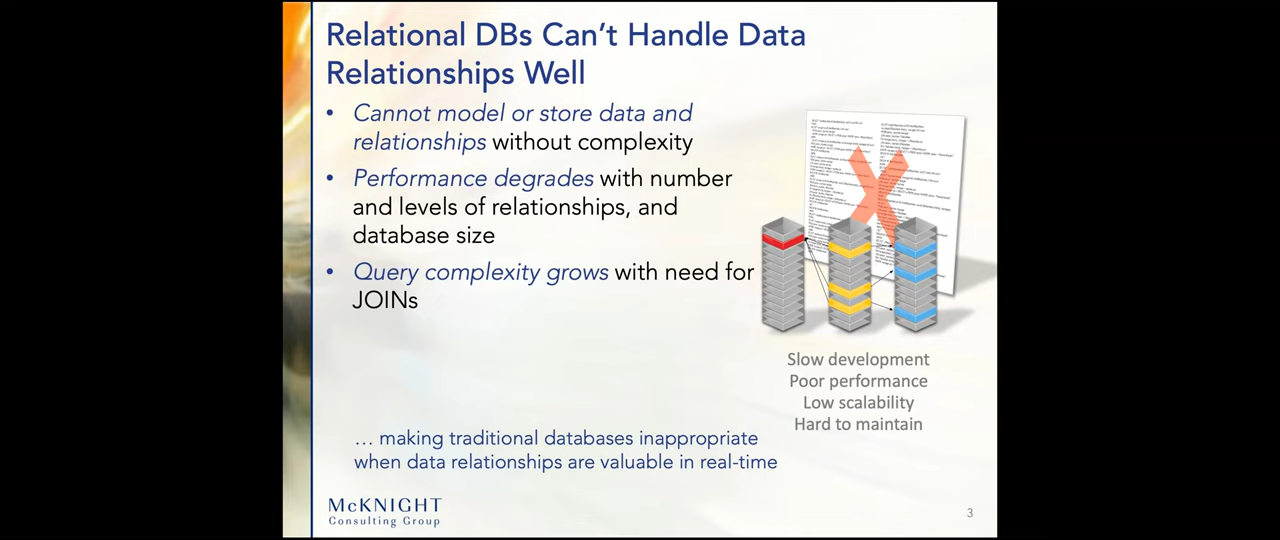 Relational DBs Can't Handle Data
Relationships Well
• Cannot model or store data and
relationships without complexity
• Performance degrades with number
and levels of relationships, and
database size
• Query complexity grows with need for
JOINs
Slow development
Poor performance
Low scalability
Hard to maintain
… making traditional databases inappropriate
when data relationships are valuable in real-time
McKNIGHT
Consulting Group
3